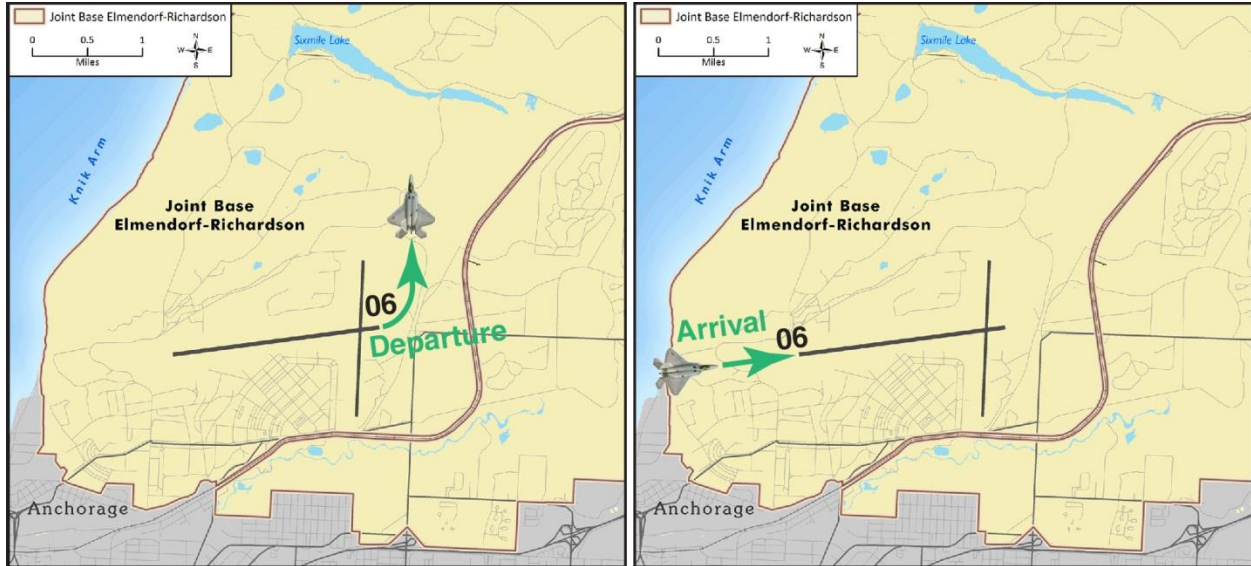 Joint Base Elmendorf-Richardson
0 0.5 1
Miles
N
W E
S
Sixmile Lake
Knik Arm
Joint Base
Elmendorf-Richardson
06
Departure
Anchorage
Joint Base Elmendorf-Richardson
0 0.5 1
Miles
N
W E
S
Sixmile Lake
Knik Arm
Joint Base
Elmendorf-Richardson
Arrival
06
Anchorage